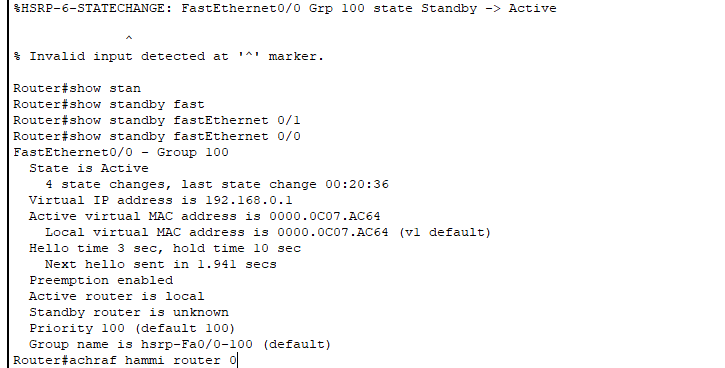 %HSRP-6-STATECHANGE: FastEthernet0/0 Grp 100 state Standby -> Active
^
% Invalid input detected at '^' marker.
Router#show stan
Router#show standby fast
Router#show standby fastEthernet 0/1
Router#show standby fastEthernet 0/0
FastEthernet0/0 - Group 100
State is Active
4 state changes, last state change 00:20:36
Virtual IP address is 192.168.0.1
Active virtual MAC address is 0000.0C07.AC64
Local virtual MAC address is 0000.0C07.AC64 (v1 default)
Hello time 3 sec, hold time 10 sec
Next hello sent in 1.941 secs
Preemption enabled
Active router is local
Standby router is unknown
Priority 100 (default 100)
Group name is hsrp-Fa0/0-100 (default)
Router#achraf hammi router 0